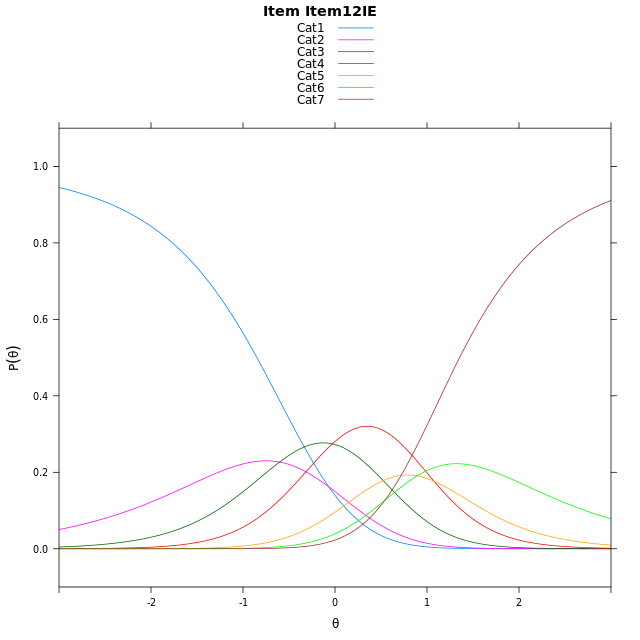 Item Item12IE
Cat1
Cat2
Cat3
Cat4
Cat5
Cat6
Cat7
1.0
0.8
0.6
0.4
0.2
0.0
P(θ)
-2 -1 0 1 2
θ